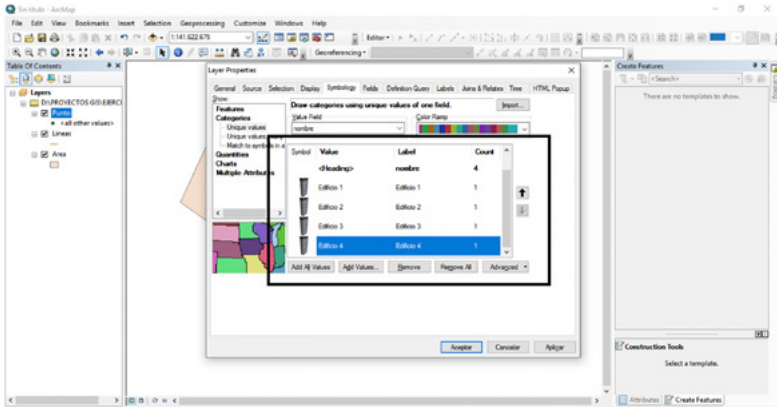 Sin título - ArcMap
File Edit View Bookmarks Insert Selection Geoprocessing Customize Windows Help
1:141.622.675
Editor
Georeferencing
Table Of Contents
Layers
D:\PROYECTOS GIS\EJERCI
Punto
<all other values>
Lineas
Area
Layer Properties
General Source Selection Display Symbology Fields Definition Query Labels Joins & Relates Time HTML Popup
Show:
Features
Categories
Unique values
Unique values, many
Match to symbols in a
Quantities
Charts
Multiple Attributes
Draw categories using unique values of one field.
Import...
Value Field
Color Ramp
nombre
Symbol Value Label Count
<Heading> nombre 4
Edificio 1 Edificio 1 1
Edificio 2 Edificio 2 1
Edificio 3 Edificio 3 1
Edificio 4 Edificio 4 1
Add All Values Add Values... Remove Remove All Advanced
Aceptar Cancelar Aplicar
Create Features
<Search>
There are no templates to show.
Construction Tools
Select a template.
Attributes Create Features
Catalog